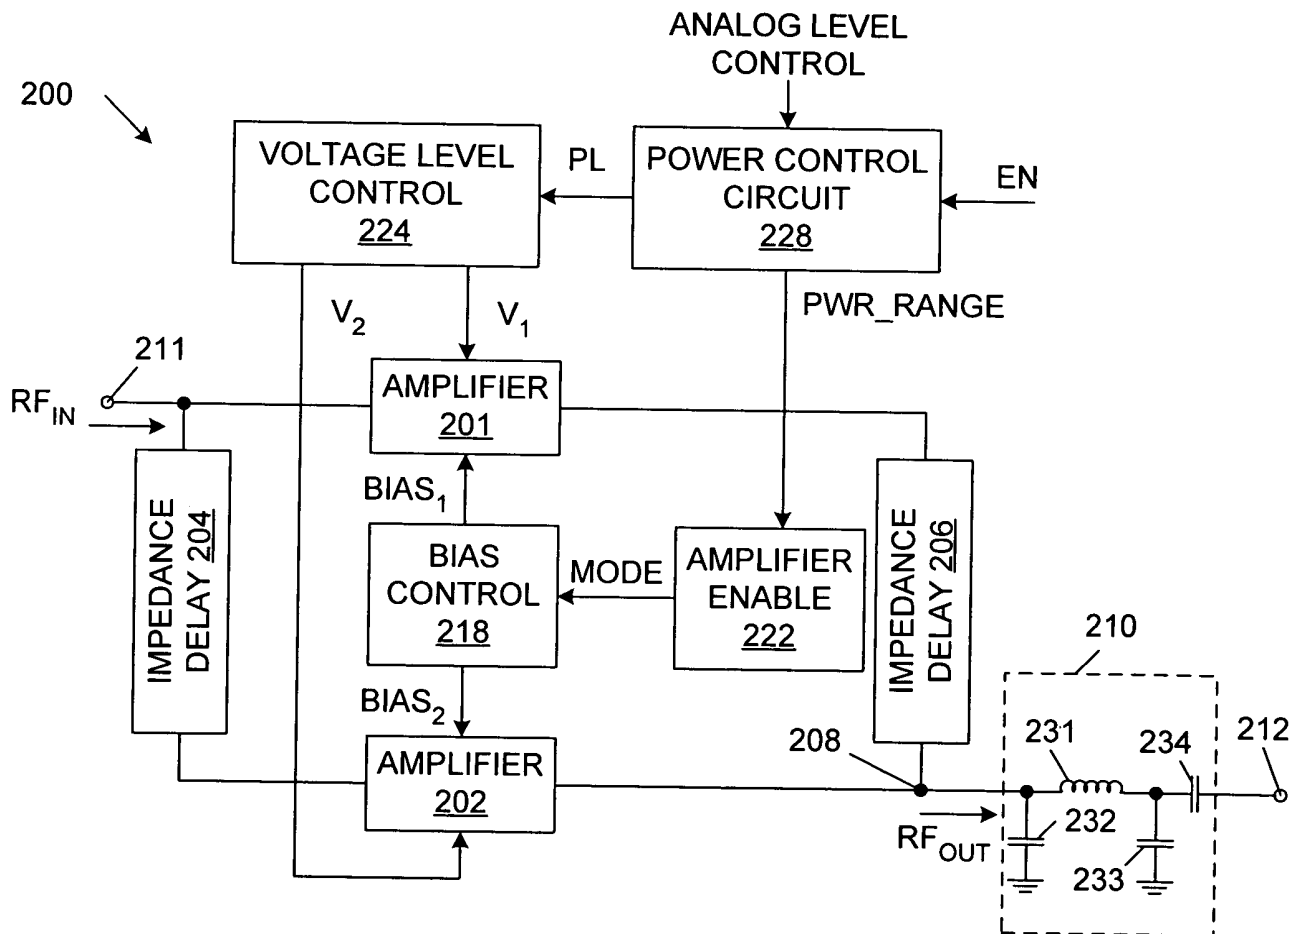 ANALOG LEVEL
CONTROL
200
VOLTAGE LEVEL
CONTROL
224
PL
POWER CONTROL
CIRCUIT
228
EN
V2
V1
PWR_RANGE
211
RFIN
AMPLIFIER
201
IMPEDANCE
DELAY 204
BIAS1
BIAS
CONTROL
218
MODE
AMPLIFIER
ENABLE
222
IMPEDANCE
DELAY 206
BIAS2
AMPLIFIER
202
208
RFOUT
210
231
234
212
232
233